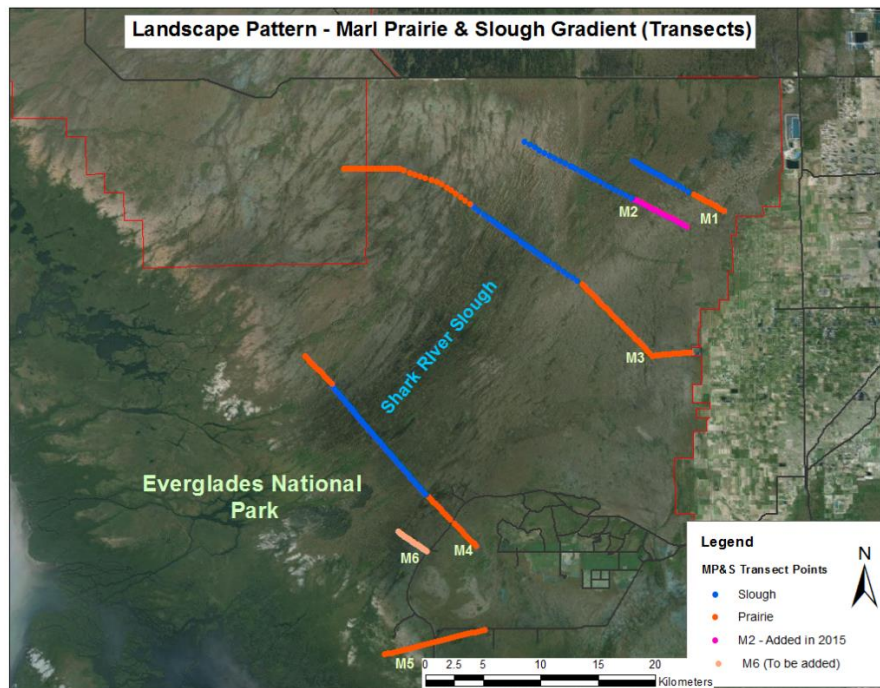 Landscape Pattern - Marl Prairie & Slough Gradient (Transects)
M2
M1
M3
Shark River Slough
Everglades National
Park
M6
M4
M5
Legend
MP&S Transect Points
Slough
Prairie
M2 - Added in 2015
M6 (To be added)
N
0 2.5 5 10 15 20
Kilometers